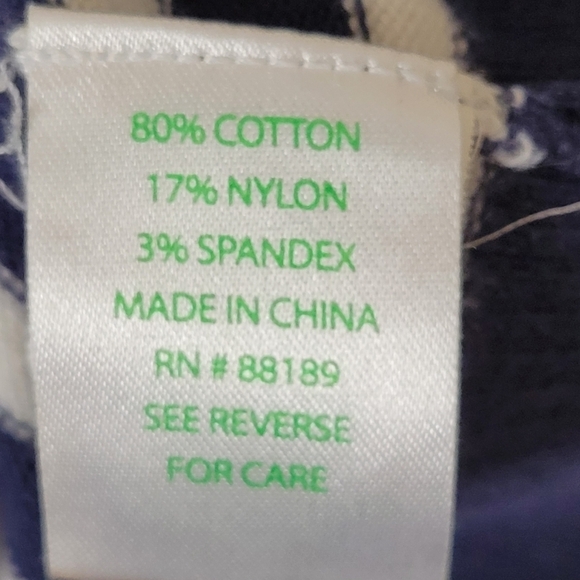 80% COTTON
17% NYLON
3% SPANDEX
MADE IN CHINA
RN # 88189
SEE REVERSE
FOR CARE